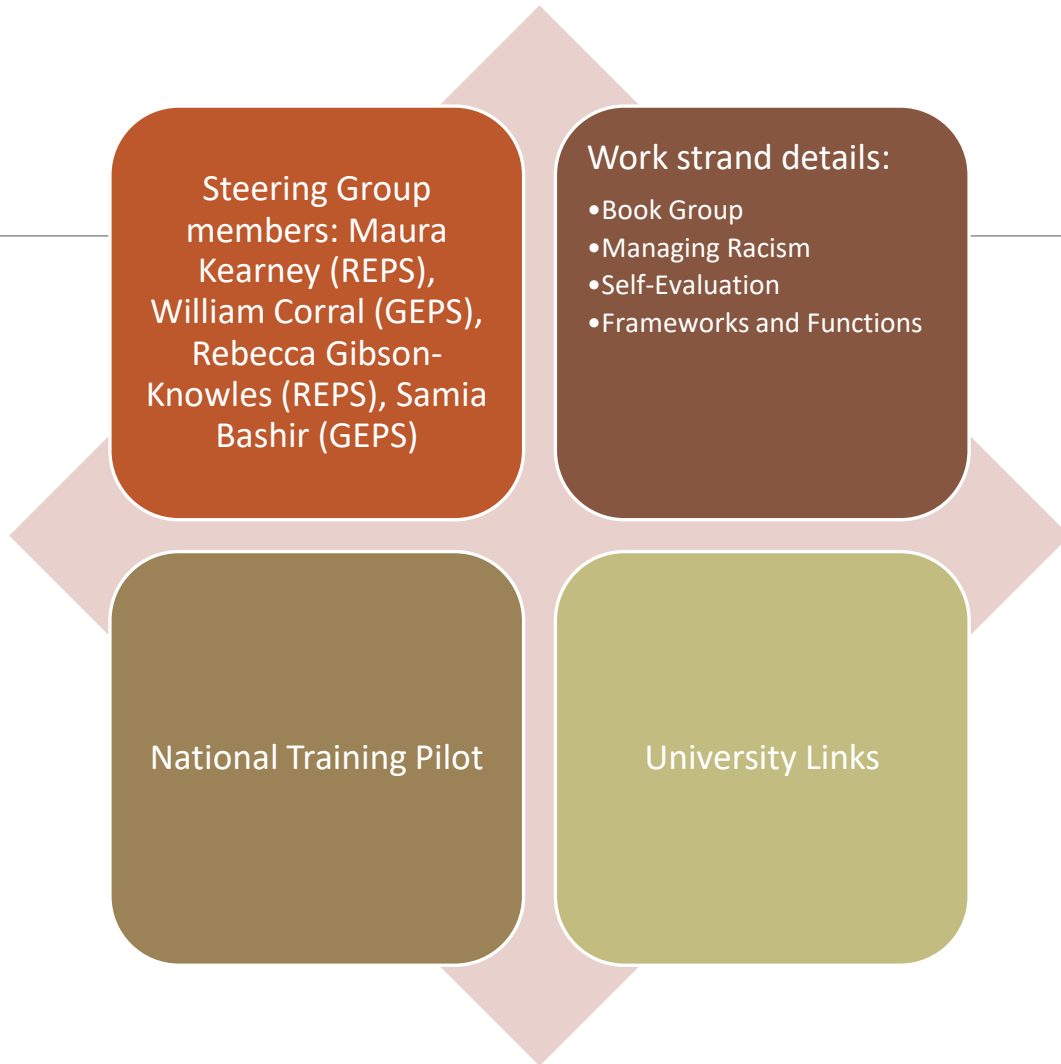 Steering Group
members: Maura
Kearney (REPS),
William Corral (GEPS),
Rebecca Gibson-
Knowles (REPS), Samia
Bashir (GEPS)
Work strand details:
•Book Group
•Managing Racism
•Self-Evaluation
•Frameworks and Functions
National Training Pilot
University Links